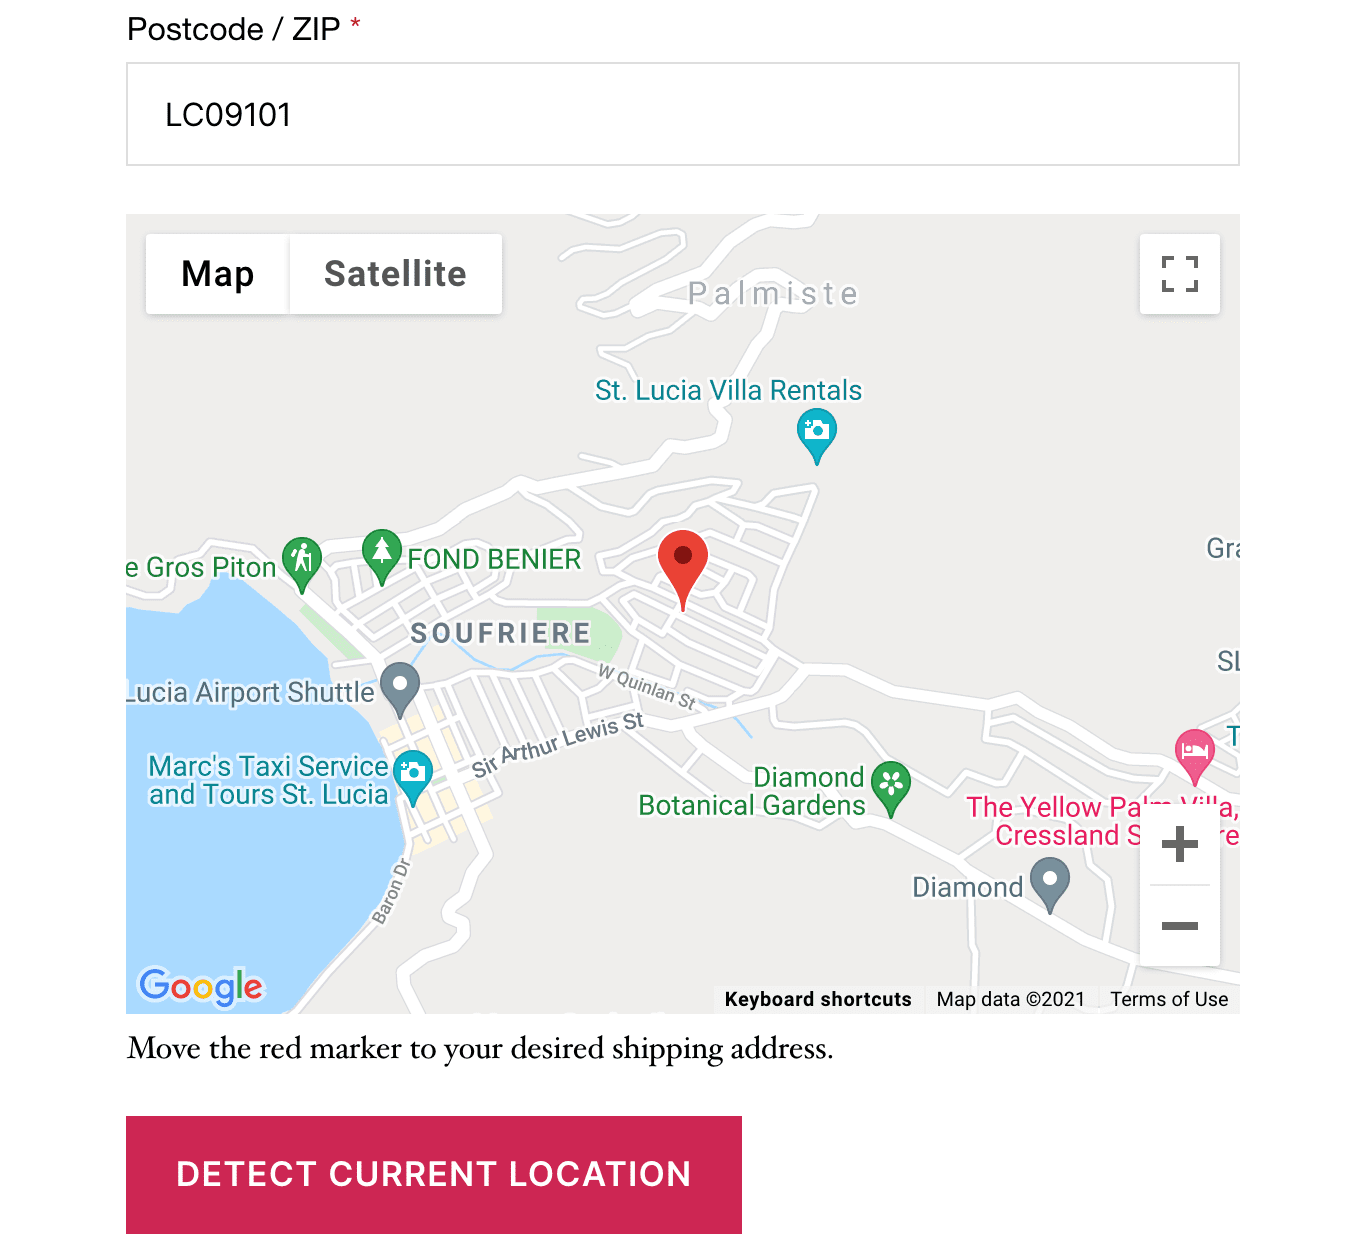 Postcode / ZIP *
LC09101
Map
Satellite
Palmiste
St. Lucia Villa Rentals
e Gros Piton
FOND BENIER
SOUFRIERE
Lucia Airport Shuttle
W Quinlan St
Sir Arthur Lewis St
Marc's Taxi Service
and Tours St. Lucia
Diamond
Botanical Gardens
The Yellow Palm Villa,
Cressland S
re
Diamond
Baron Dr
Gra
SL
T
Google
Keyboard shortcuts
Map data ©2021
Terms of Use
Move the red marker to your desired shipping address.
DETECT CURRENT LOCATION